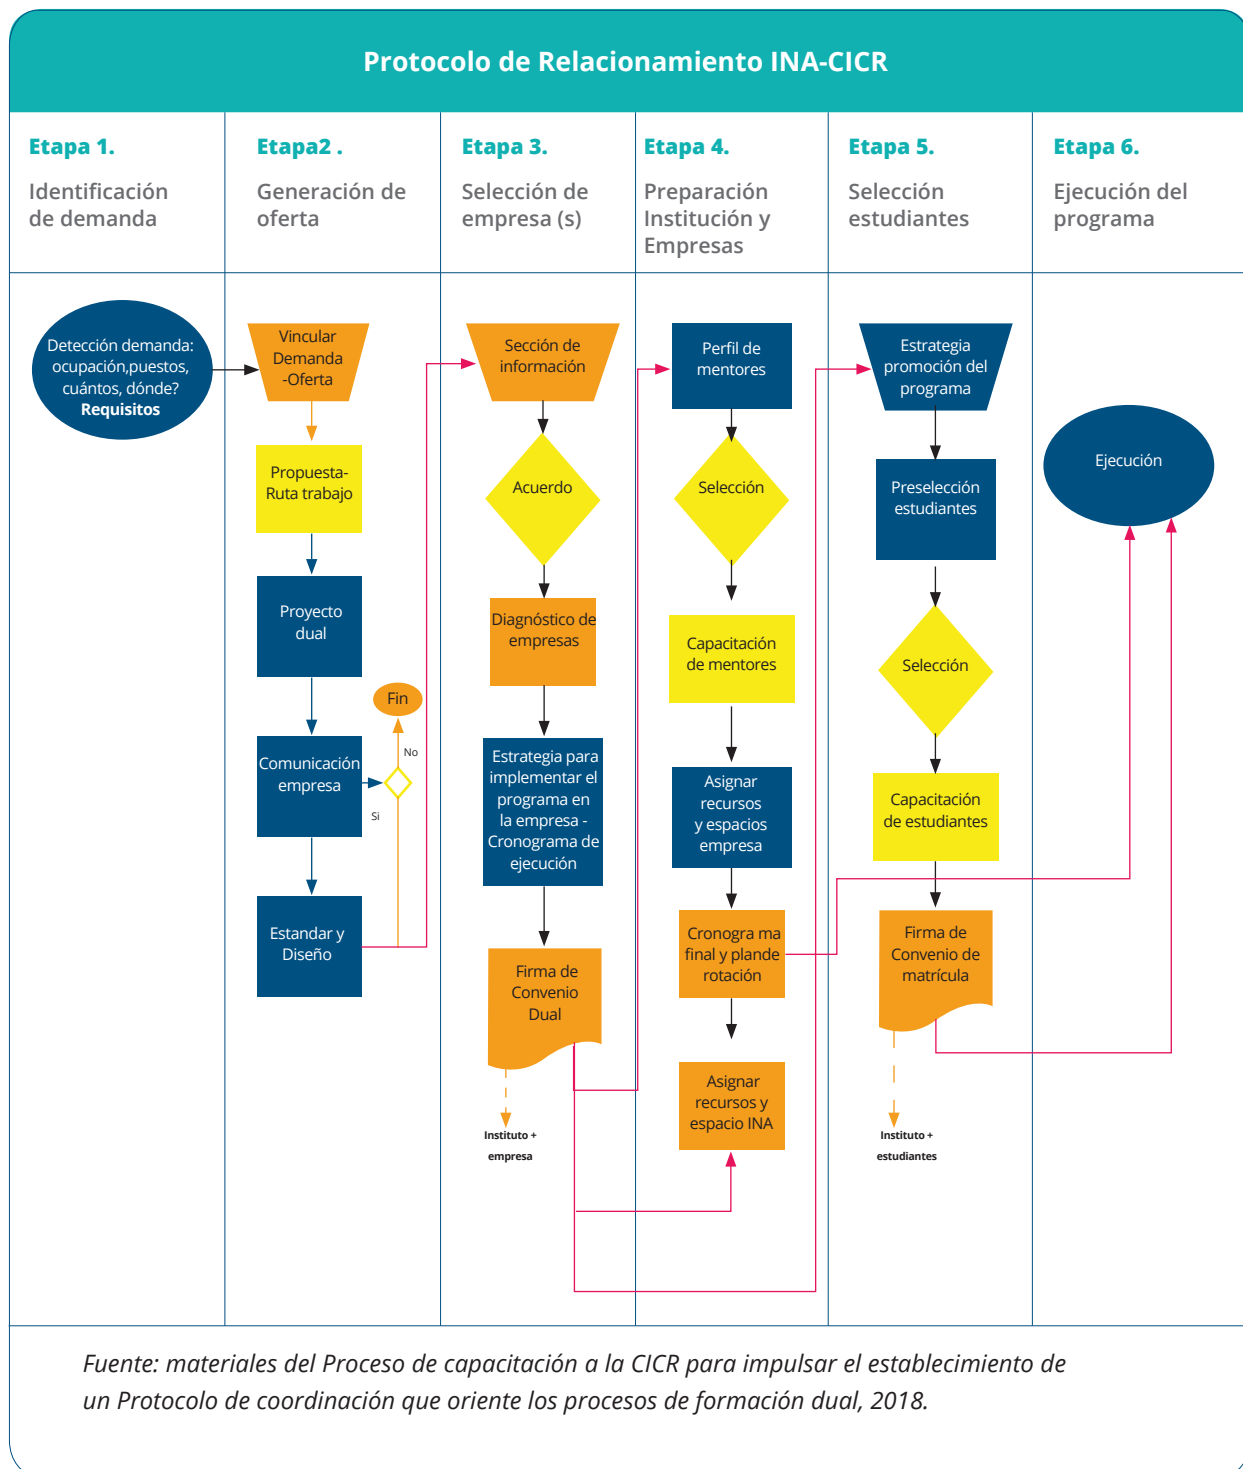 Protocolo de Relacionamiento INA-CICR
Etapa 1.
Identificación
de demanda
Etapa2 .
Generación de
oferta
Etapa 3.
Selección de
empresa (s)
Etapa 4.
Preparación
Institución y
Empresas
Etapa 5.
Selección
estudiantes
Etapa 6.
Ejecución del
programa
Detección demanda:
ocupación,puestos,
cuántos, dónde?
Requisitos
Vincular
Demanda
-Oferta
Propuesta-
Ruta trabajo
Proyecto
dual
Fin
No
Comunicación
empresa
Si
Estandar y
Diseño
Sección de
información
Acuerdo
Diagnóstico de
empresas
Estrategia para
implementar el
programa en
la empresa -
Cronograma de
ejecución
Firma de
Convenio
Dual
Instituto +
empresa
Perfil de
mentores
Selección
Capacitación
de mentores
Asignar
recursos
y espacios
empresa
Cronogra ma
final y plande
rotación
Asignar
recursos y
espacio INA
Estrategia
promoción del
programa
Preselección
estudiantes
Selección
Capacitación
de estudiantes
Firma de
Convenio de
matrícula
Instituto +
estudiantes
Ejecución
Fuente: materiales del Proceso de capacitación a la CICR para impulsar el establecimiento de
un Protocolo de coordinación que oriente los procesos de formación dual, 2018.